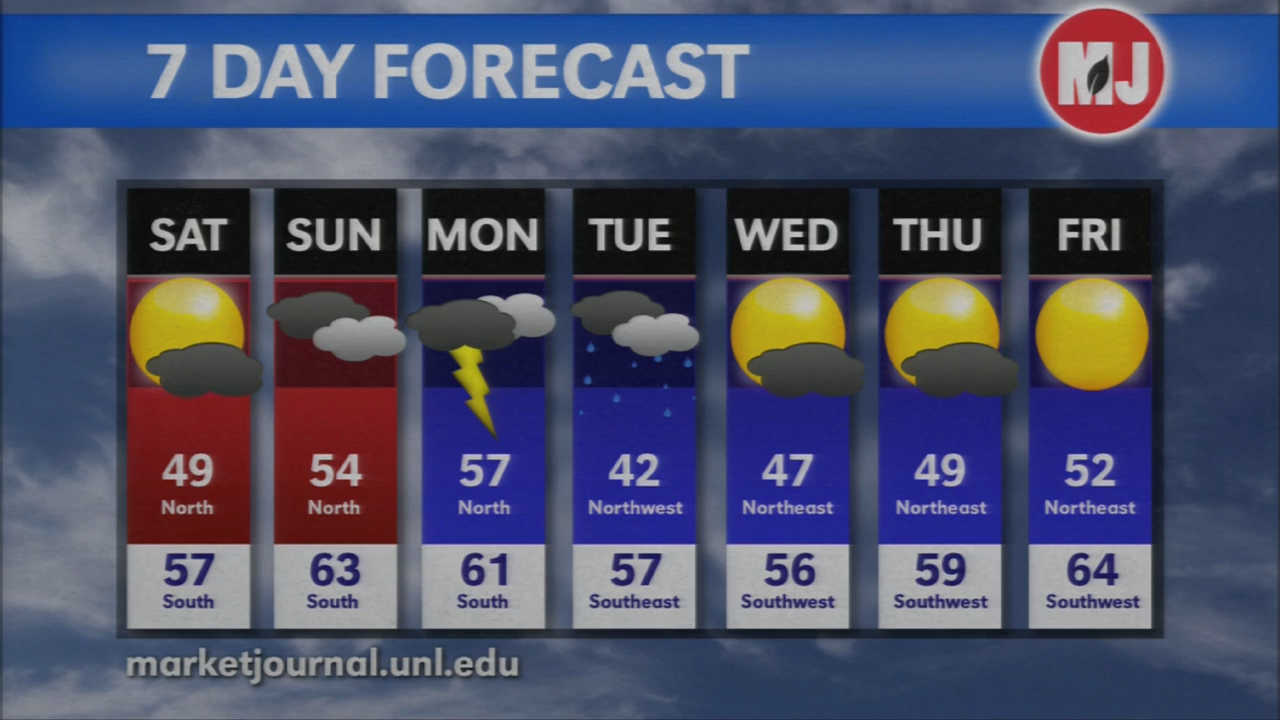 7 DAY FORECAST
MJ
SAT SUN MON TUE WED THU FRI
49 54 57 42 47 49 52
North North North Northwest Northeast Northeast Northeast
57 63 61 57 56 59 64
South South South Southeast Southwest Southwest Southwest
marketjournal.unl.edu